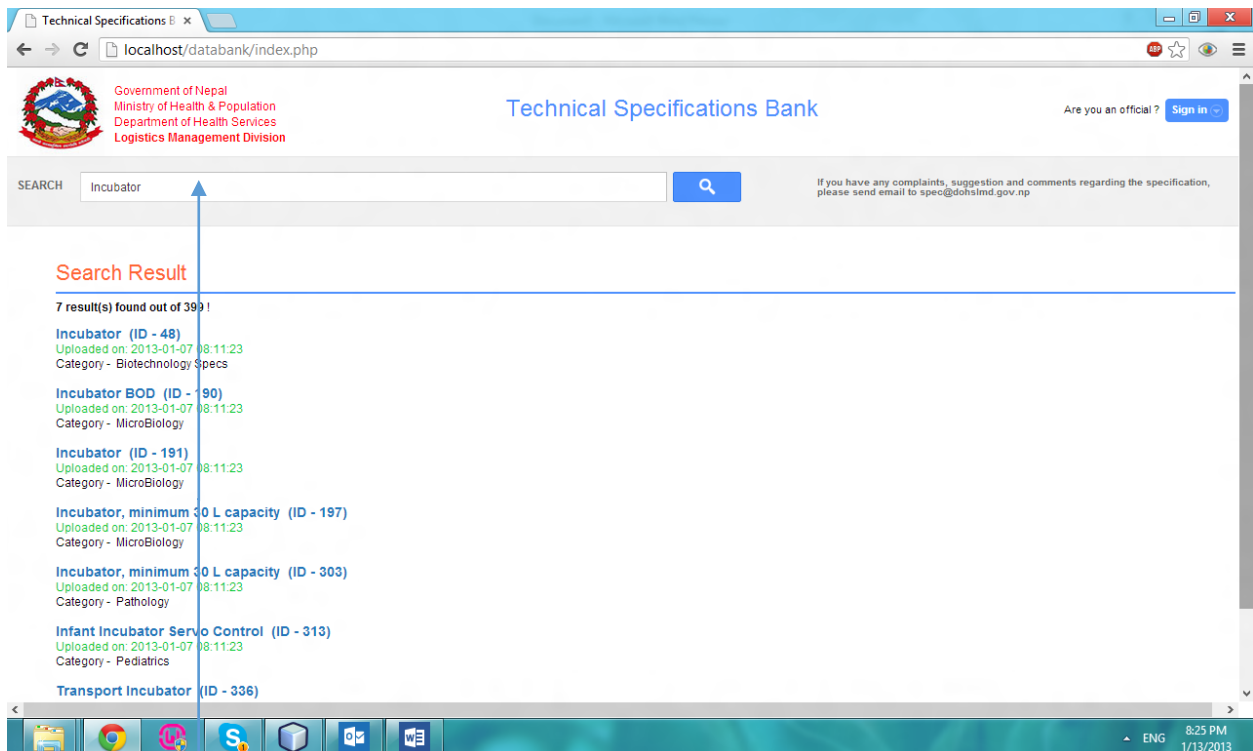 Technical Specifications B
localhost/databank/index.php
ABP
Government of Nepal
Ministry of Health & Population
Department of Health Services
Logistics Management Division
Technical Specifications Bank
Are you an official ? Sign in
SEARCH Incubator
If you have any complaints, suggestion and comments regarding the specification,
please send email to spec@dohslmd.gov.np
Search Result
7 result(s) found out of 399 !
Incubator (ID - 48)
Uploaded on: 2013-01-07 08:11:23
Category - Biotechnology Specs
Incubator BOD (ID - 190)
Uploaded on: 2013-01-07 08:11:23
Category - MicroBiology
Incubator (ID - 191)
Uploaded on: 2013-01-07 08:11:23
Category - MicroBiology
Incubator, minimum 30 L capacity (ID - 197)
Uploaded on: 2013-01-07 08:11:23
Category - MicroBiology
Incubator, minimum 30 L capacity (ID - 303)
Uploaded on: 2013-01-07 08:11:23
Category - Pathology
Infant Incubator Servo Control (ID - 313)
Uploaded on: 2013-01-07 08:11:23
Category - Pediatrics
Transport Incubator (ID - 336)
ENG 8:25 PM
1/13/2013